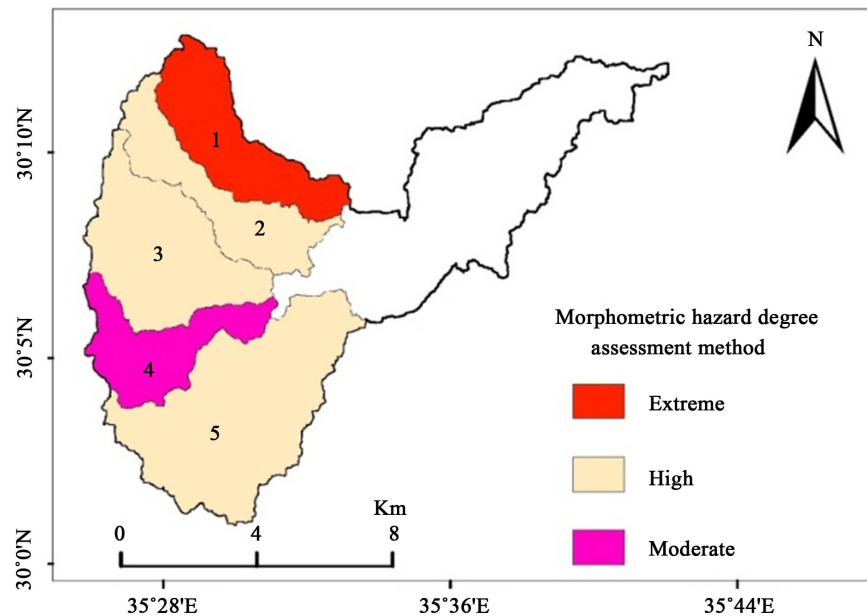 N
30°10'N
1
2
3
30°5'N
4
5
Morphometric hazard degree
assessment method
Extreme
High
Moderate
Km
0 4 8
30°0'N
35°28'E 35°36'E 35°44'E